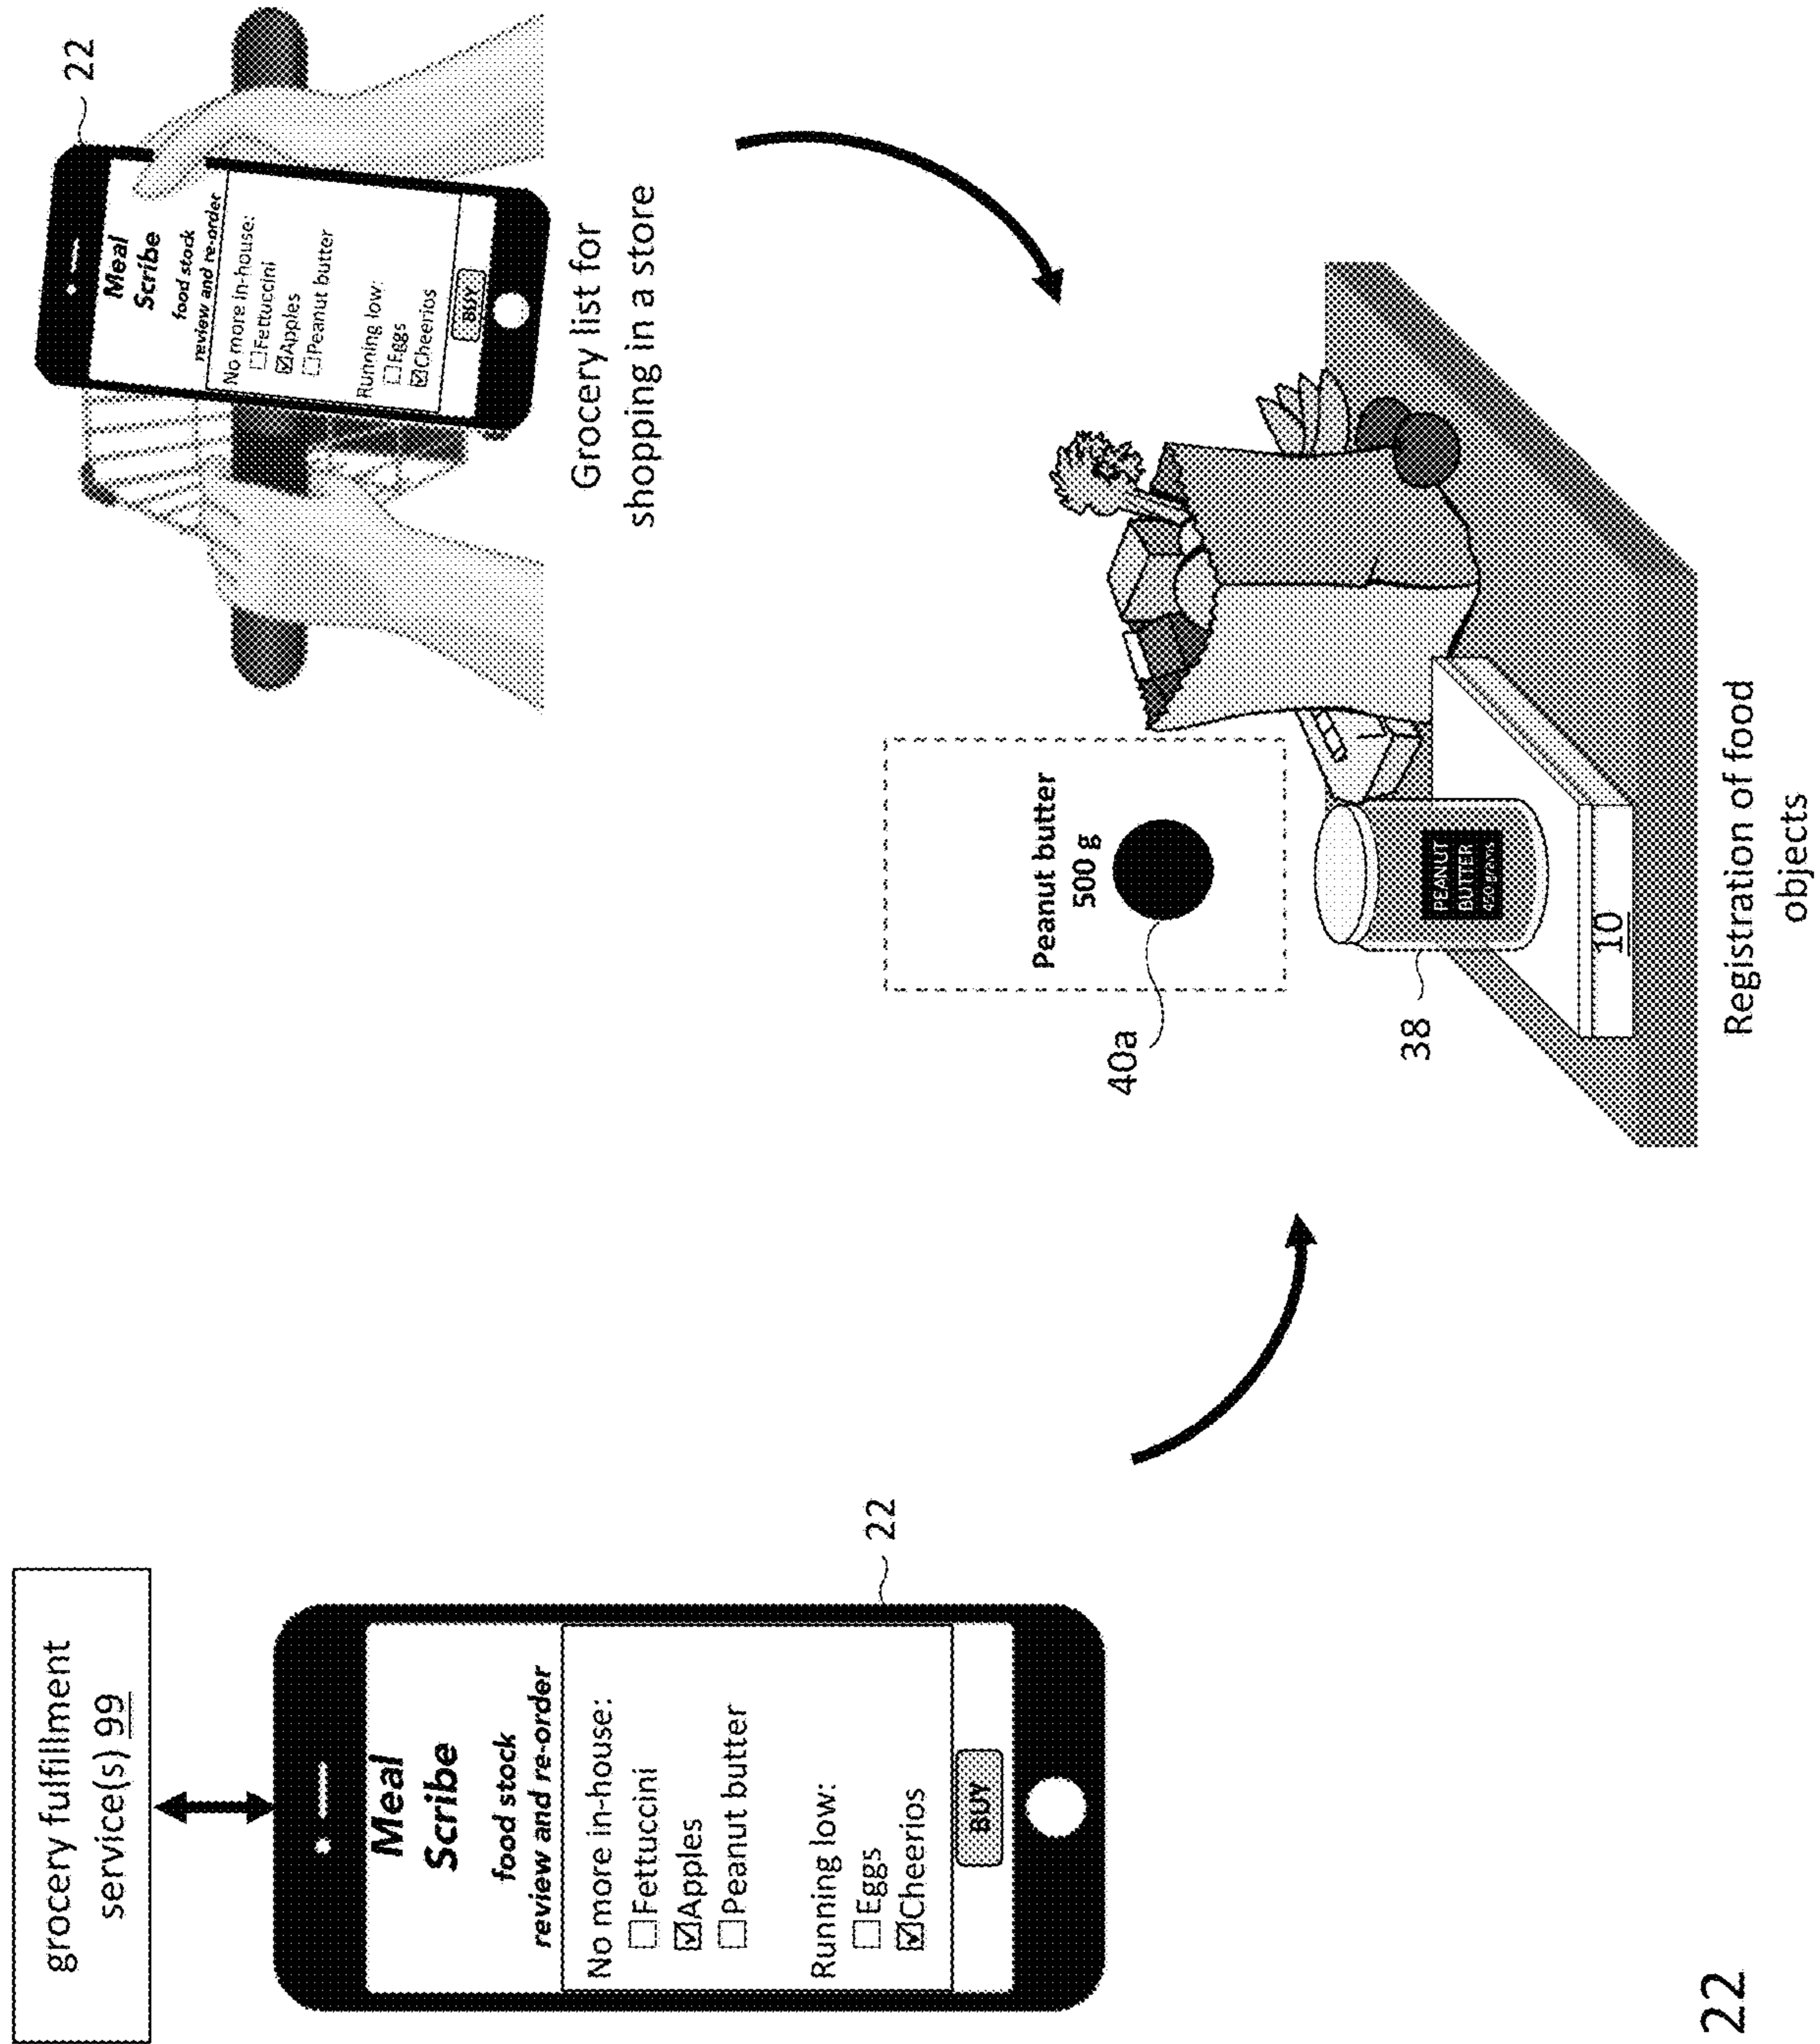 grocery fulfillment
service(s) 99
Meal
Scribe
food stock
review and re-order
No more in-house:
Fettuccini
Apples
Peanut butter
Running low:
Eggs
Cheerios
BUY
22
22
Meal
Scribe
food stock
review and re-order
No more in-house:
Fettuccini
Apples
Peanut butter
Running low:
Eggs
Cheerios
BUY
Grocery list for
shopping in a store
Peanut butter
500 g
40a
38
PEANUT
BUTTER
10
Registration of food
objects
22